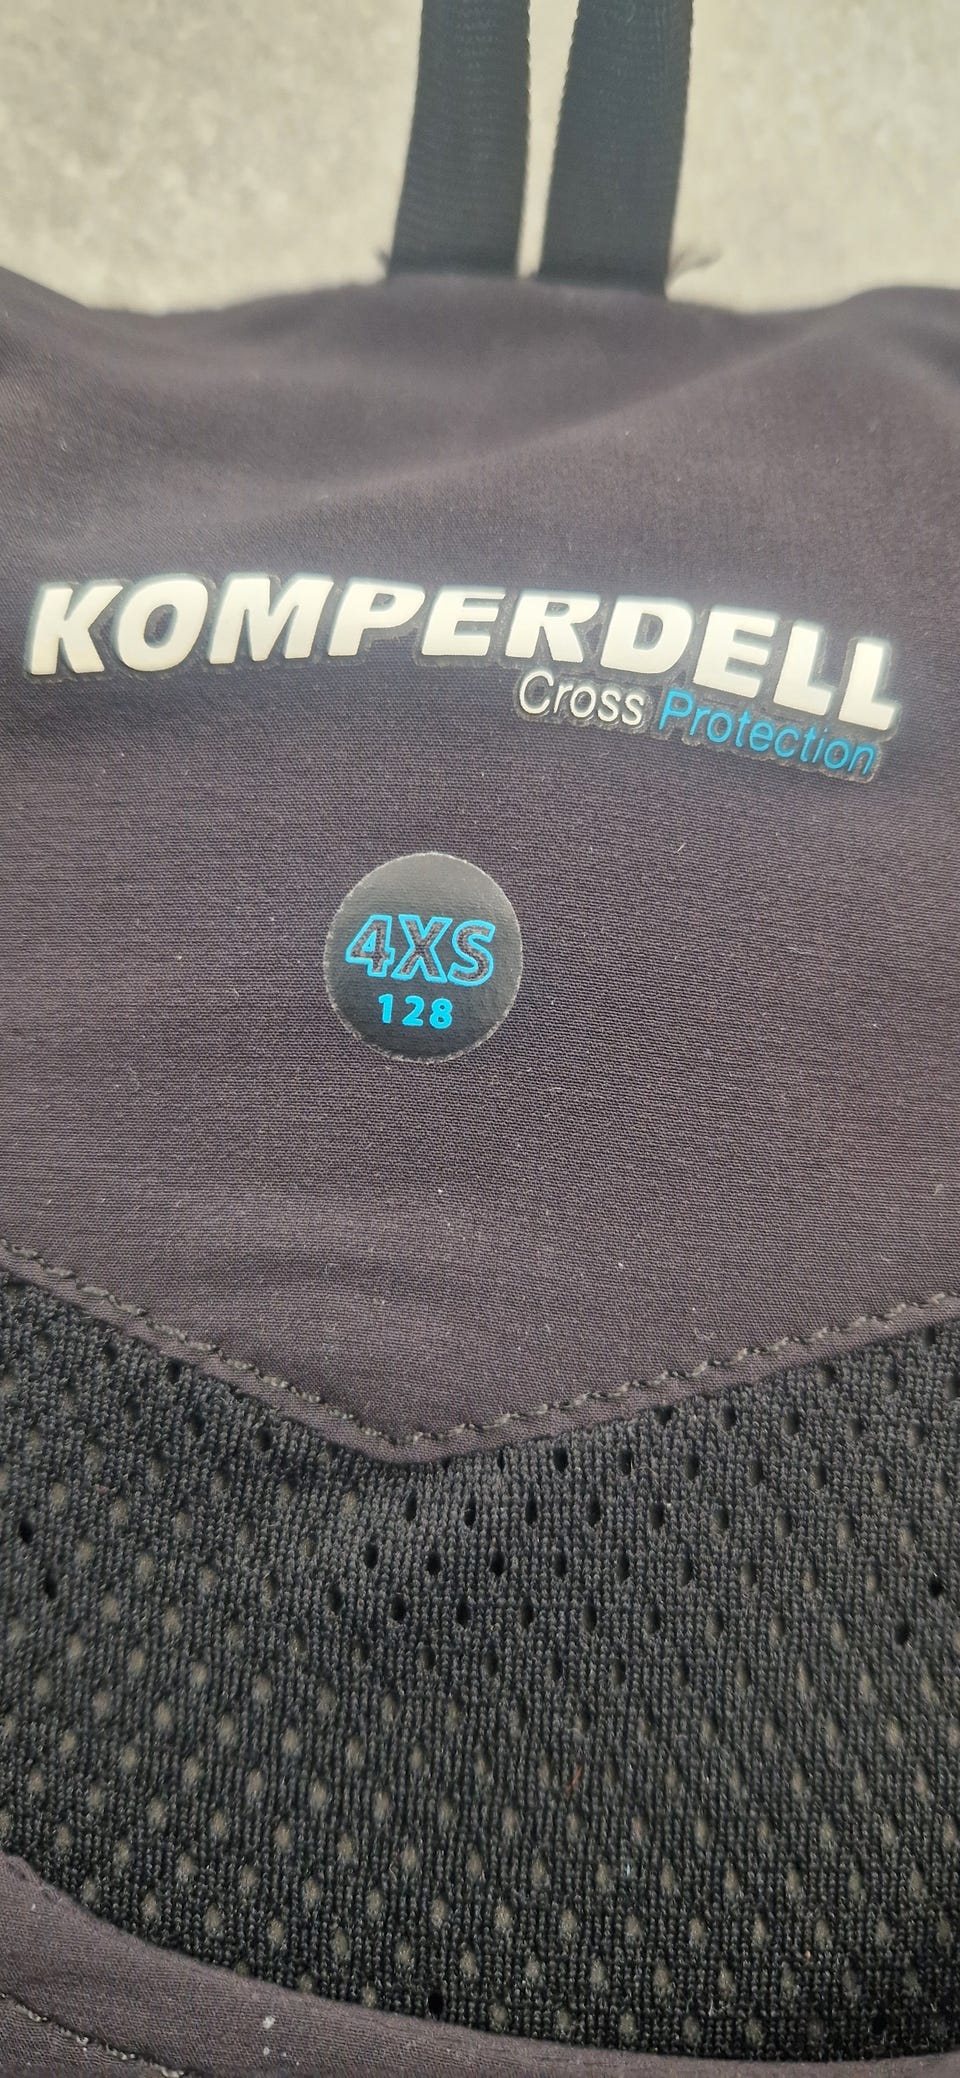 KOMPERDELL
Cross Protection
4XS
128